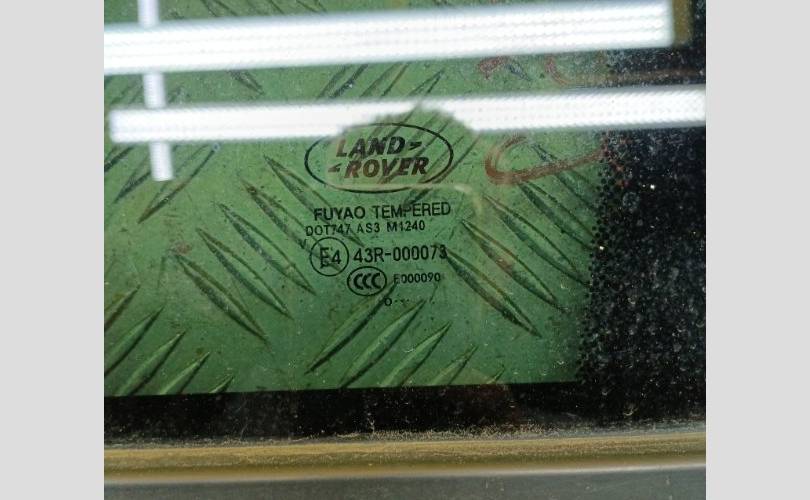 LAND-
-ROVER
FUYAO TEMPERED
DOT747 AS3 M1240
E4 43R-000073
CCC E000090